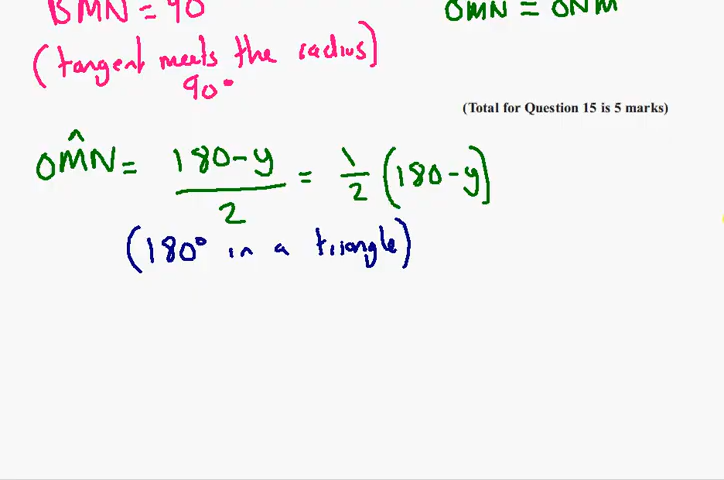 BMN = 90
OMN = ONM
(tangent meets the radius)
90°
(Total for Question 15 is 5 marks)
OM̂N = 180-y / 2 = 1/2 (180-y)
(180° in a triangle)